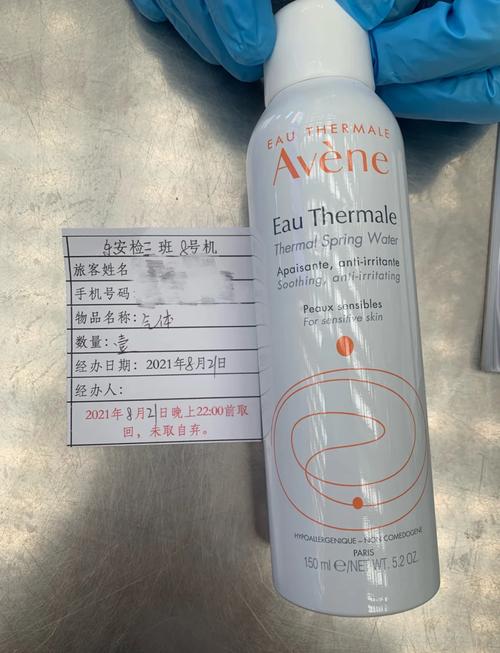 安检三班8号机
旅客姓名
手机号码
物品名称:气体
数量:壹
经办日期: 2021年8月21日
经办人:
2021年8月21日晚上22:00前取
回,未取自弃。
EAU THERMALE
Avène
Eau Thermale
Thermal Spring Water
Apaisante, anti-irritante
Soothing, anti-irritating
Peaux sensibles
For sensitive skin
HYPOALLERGENIQUE – NON COMEDOGENE
PARIS
150 ml e/NET WT. 5.2 OZ.